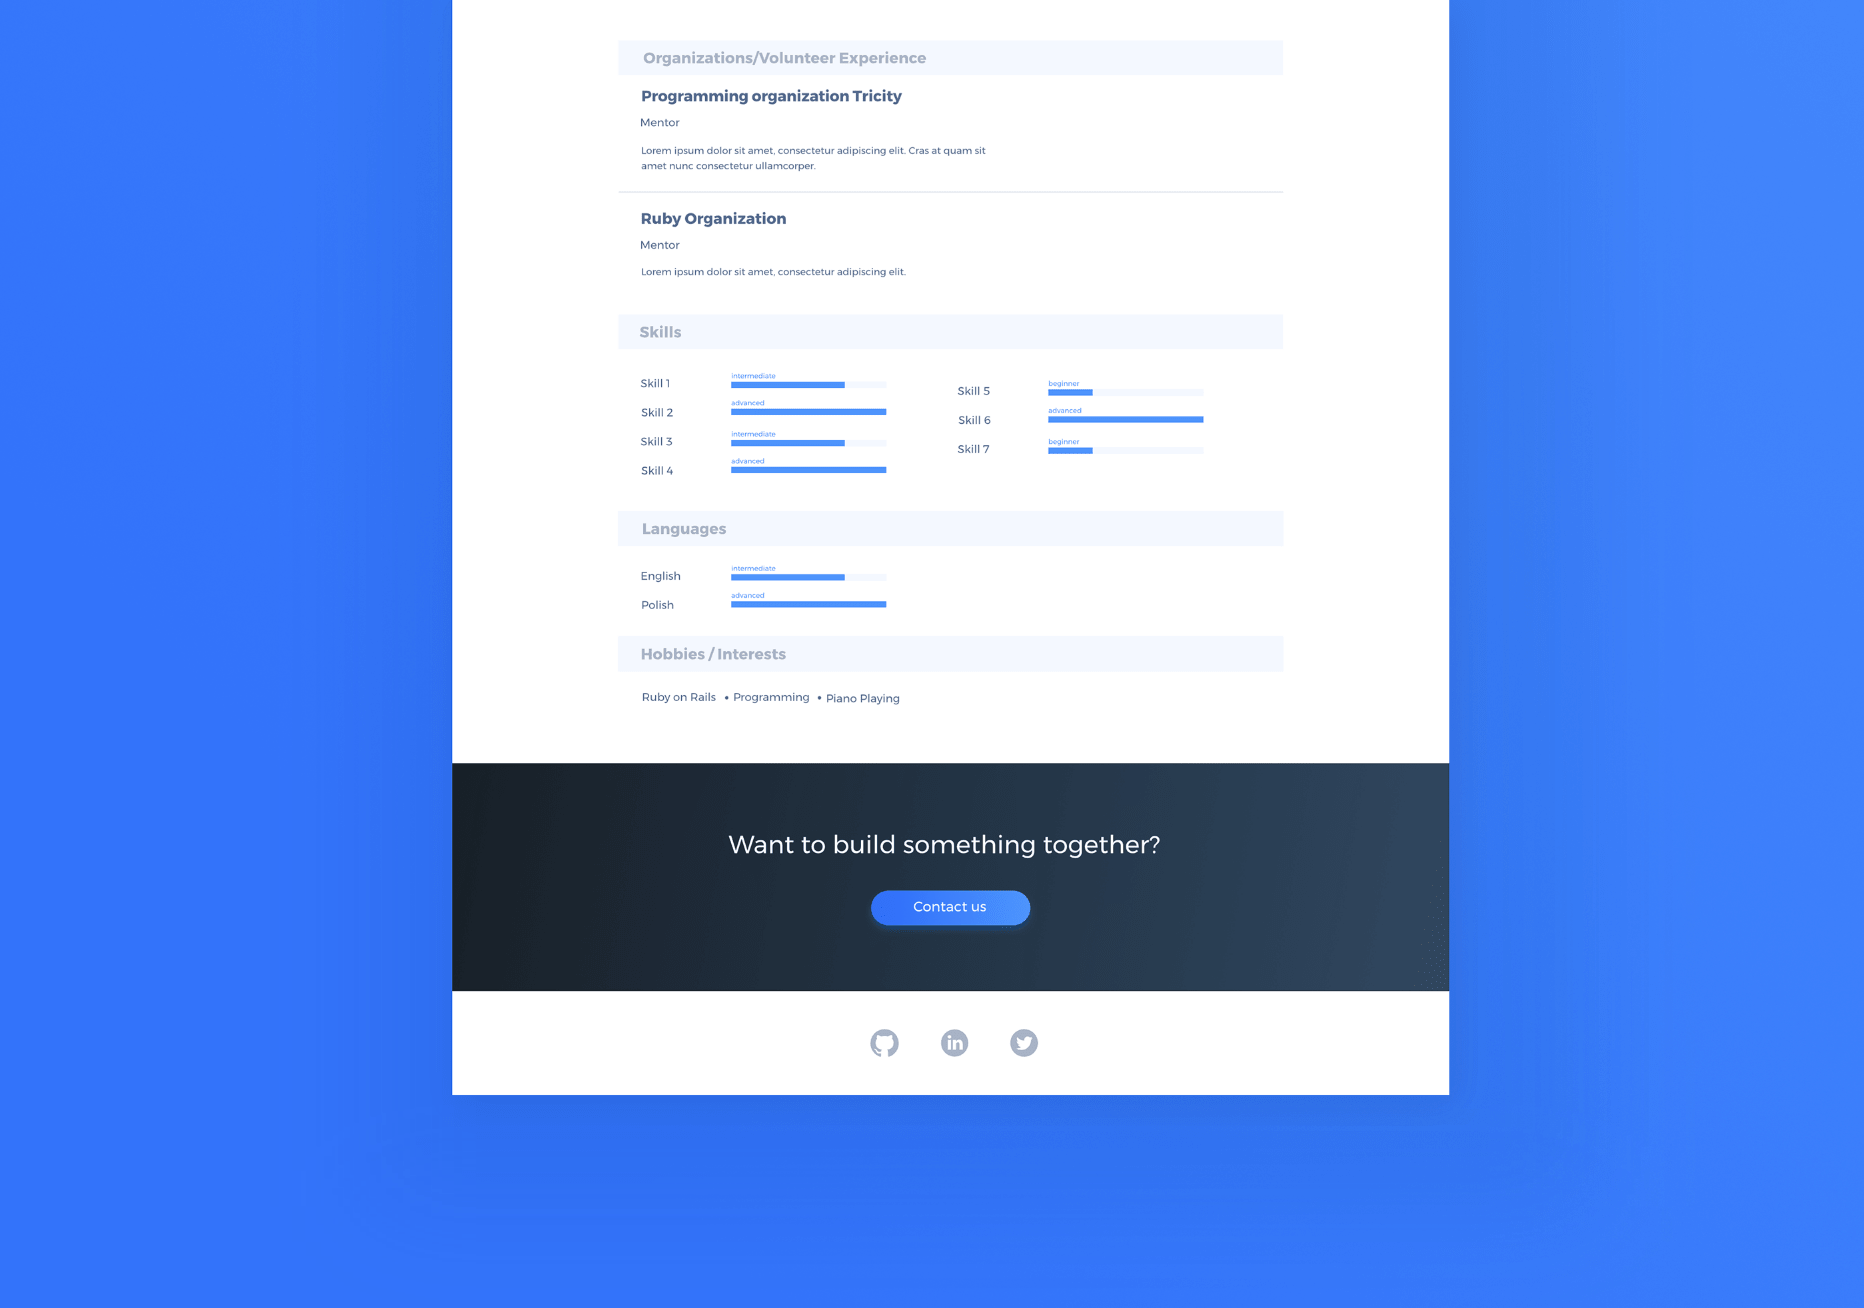 Organizations/Volunteer Experience
Programming organization Tricity
Mentor
Lorem ipsum dolor sit amet, consectetur adipiscing elit. Cras at quam sit
amet nunc consectetur ullamcorper.
Ruby Organization
Mentor
Lorem ipsum dolor sit amet, consectetur adipiscing elit.
Skills
Skill 1 intermediate
Skill 2 advanced
Skill 3 intermediate
Skill 4 advanced
Skill 5 beginner
Skill 6 advanced
Skill 7 beginner
Languages
English intermediate
Polish advanced
Hobbies / Interests
Ruby on Rails • Programming • Piano Playing
Want to build something together?
Contact us
in